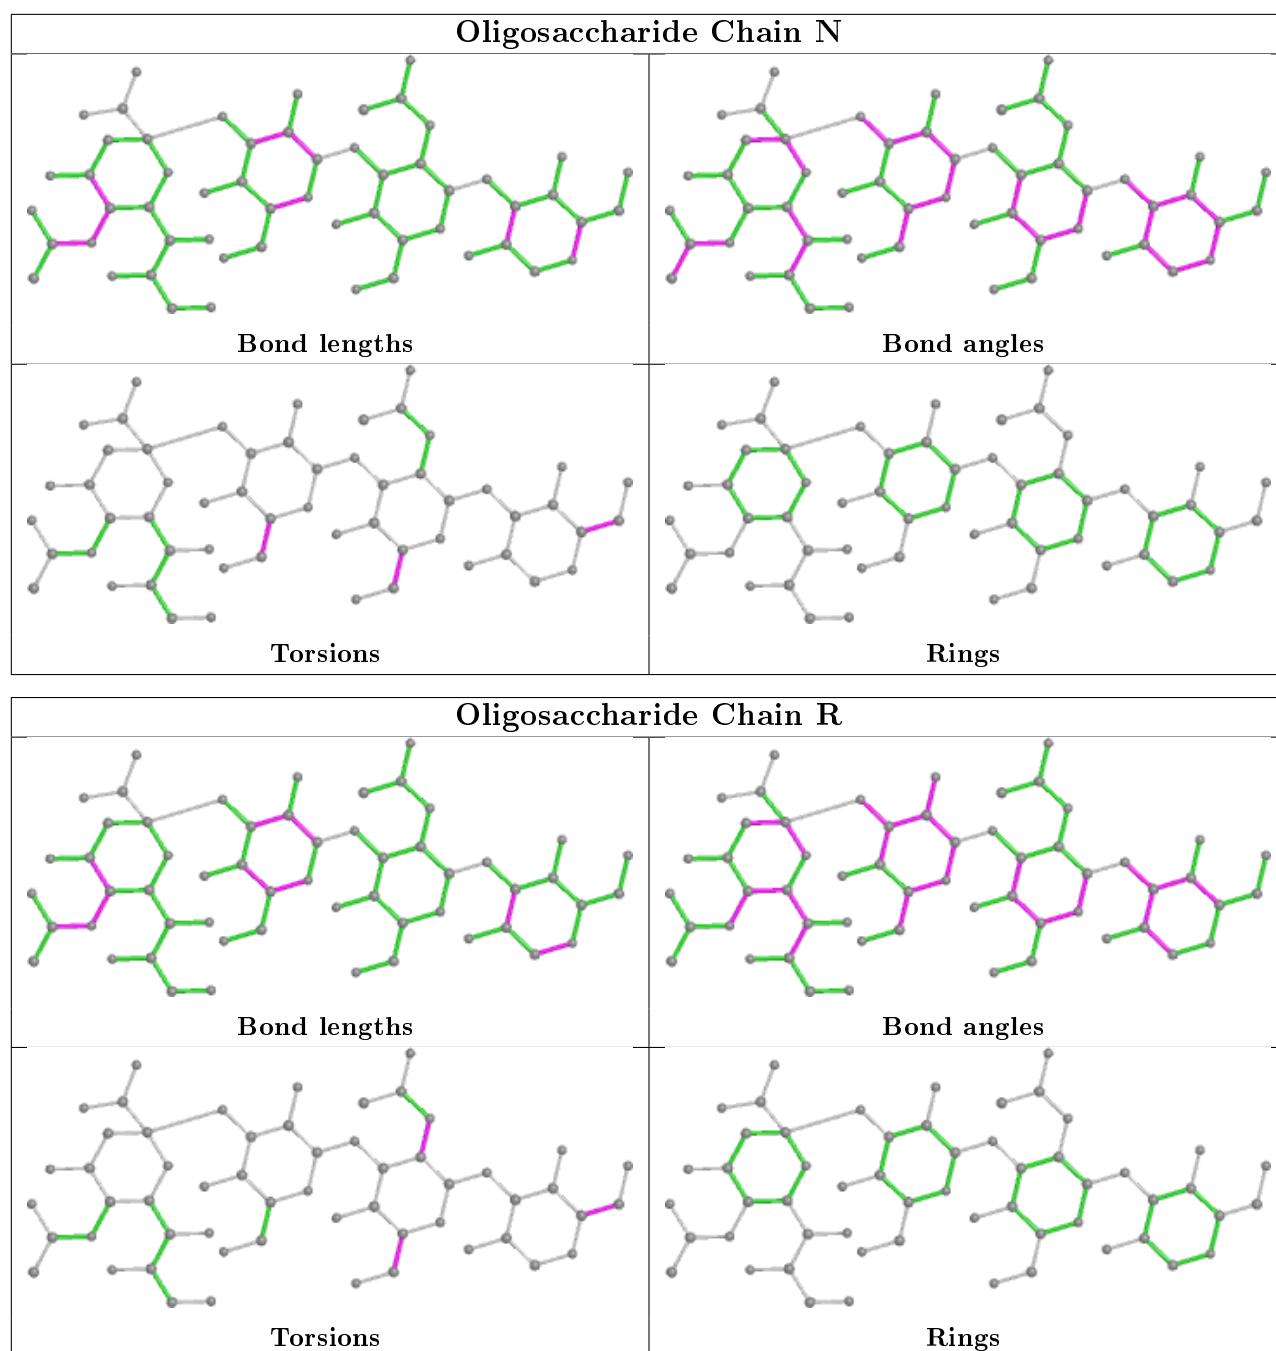 Oligosaccharide Chain N
Bond lengths
Bond angles
Torsions
Rings
Oligosaccharide Chain R
Bond lengths
Bond angles
Torsions
Rings